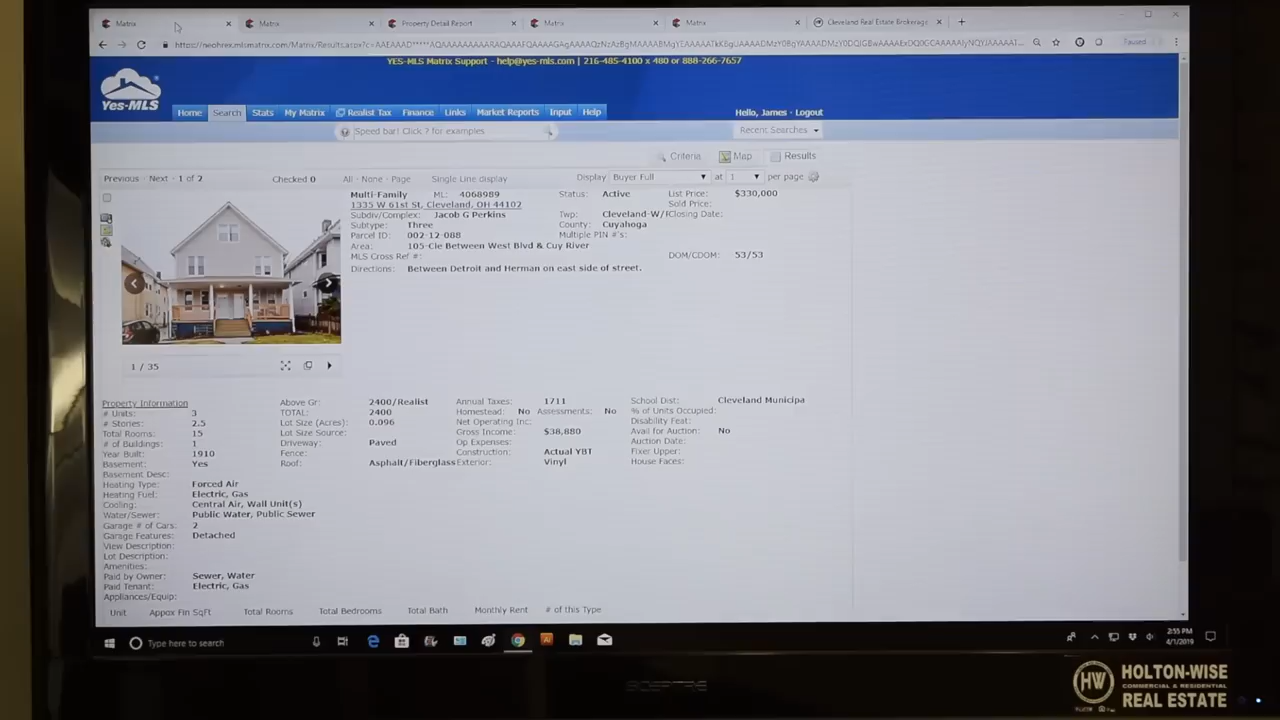 Matrix
Matrix
Property Detail Report
Matrix
Matrix
Cleveland Real Estate Brokerage
Paused
YES-MLS Matrix Support - help@yes-mls.com | 216-485-4100 x 480 or 888-266-7657
Yes-MLS
Home Search Stats My Matrix Realist Tax Finance Links Market Reports Input Help
Hello, James - Logout
Speed bar! Click ? for examples
Recent Searches
Criteria Map Results
Previous · Next · 1 of 2 Checked 0 All · None · Page Single Line display Display Buyer Full at 1 per page
Multi-Family ML: 4068989 Status: Active List Price: $330,000
1335 W 61st St, Cleveland, OH 44102 Sold Price:
Subdiv/Complex: Jacob G Perkins Twp: Cleveland-W/F Closing Date:
Subtype: Three County: Cuyahoga
Parcel ID: 002-12-088 Multiple PIN #'s:
Area: 105-Cle Between West Blvd & Cuy River
MLS Cross Ref #: DOM/CDOM: 53/53
Directions: Between Detroit and Herman on east side of street.
1 / 35
Property Information
# Units: 3
# Stories: 2.5
Total Rooms: 15
# of Buildings: 1
Year Built: 1910
Basement: Yes
Basement Desc:
Heating Type: Forced Air
Heating Fuel: Electric, Gas
Cooling: Central Air, Wall Unit(s)
Water/Sewer: Public Water, Public Sewer
Garage # of Cars: 2
Garage Features: Detached
View Description:
Lot Description:
Amenities:
Paid by Owner: Sewer, Water
Paid Tenant: Electric, Gas
Appliances/Equip:
Above Gr: 2400/Realist
TOTAL: 2400
Lot Size (Acres): 0.096
Lot Size Source:
Driveway: Paved
Fence:
Roof: Asphalt/Fiberglass
Annual Taxes: 1711
Homestead: No Assessments: No
Net Operating Inc:
Gross Income: $38,880
Op Expenses:
Construction: Actual YBT
Exterior: Vinyl
School Dist: Cleveland Municipa
% of Units Occupied:
Disability Feat:
Avail for Auction: No
Auction Date:
Fixer Upper:
House Faces:
Unit Appox Fin SqFt Total Rooms Total Bedrooms Total Bath Monthly Rent # of this Type
Type here to search
2:55 PM
4/1/2019
SCEPTRE
HW
HOLTON-WISE
COMMERCIAL & RESIDENTIAL
REAL ESTATE